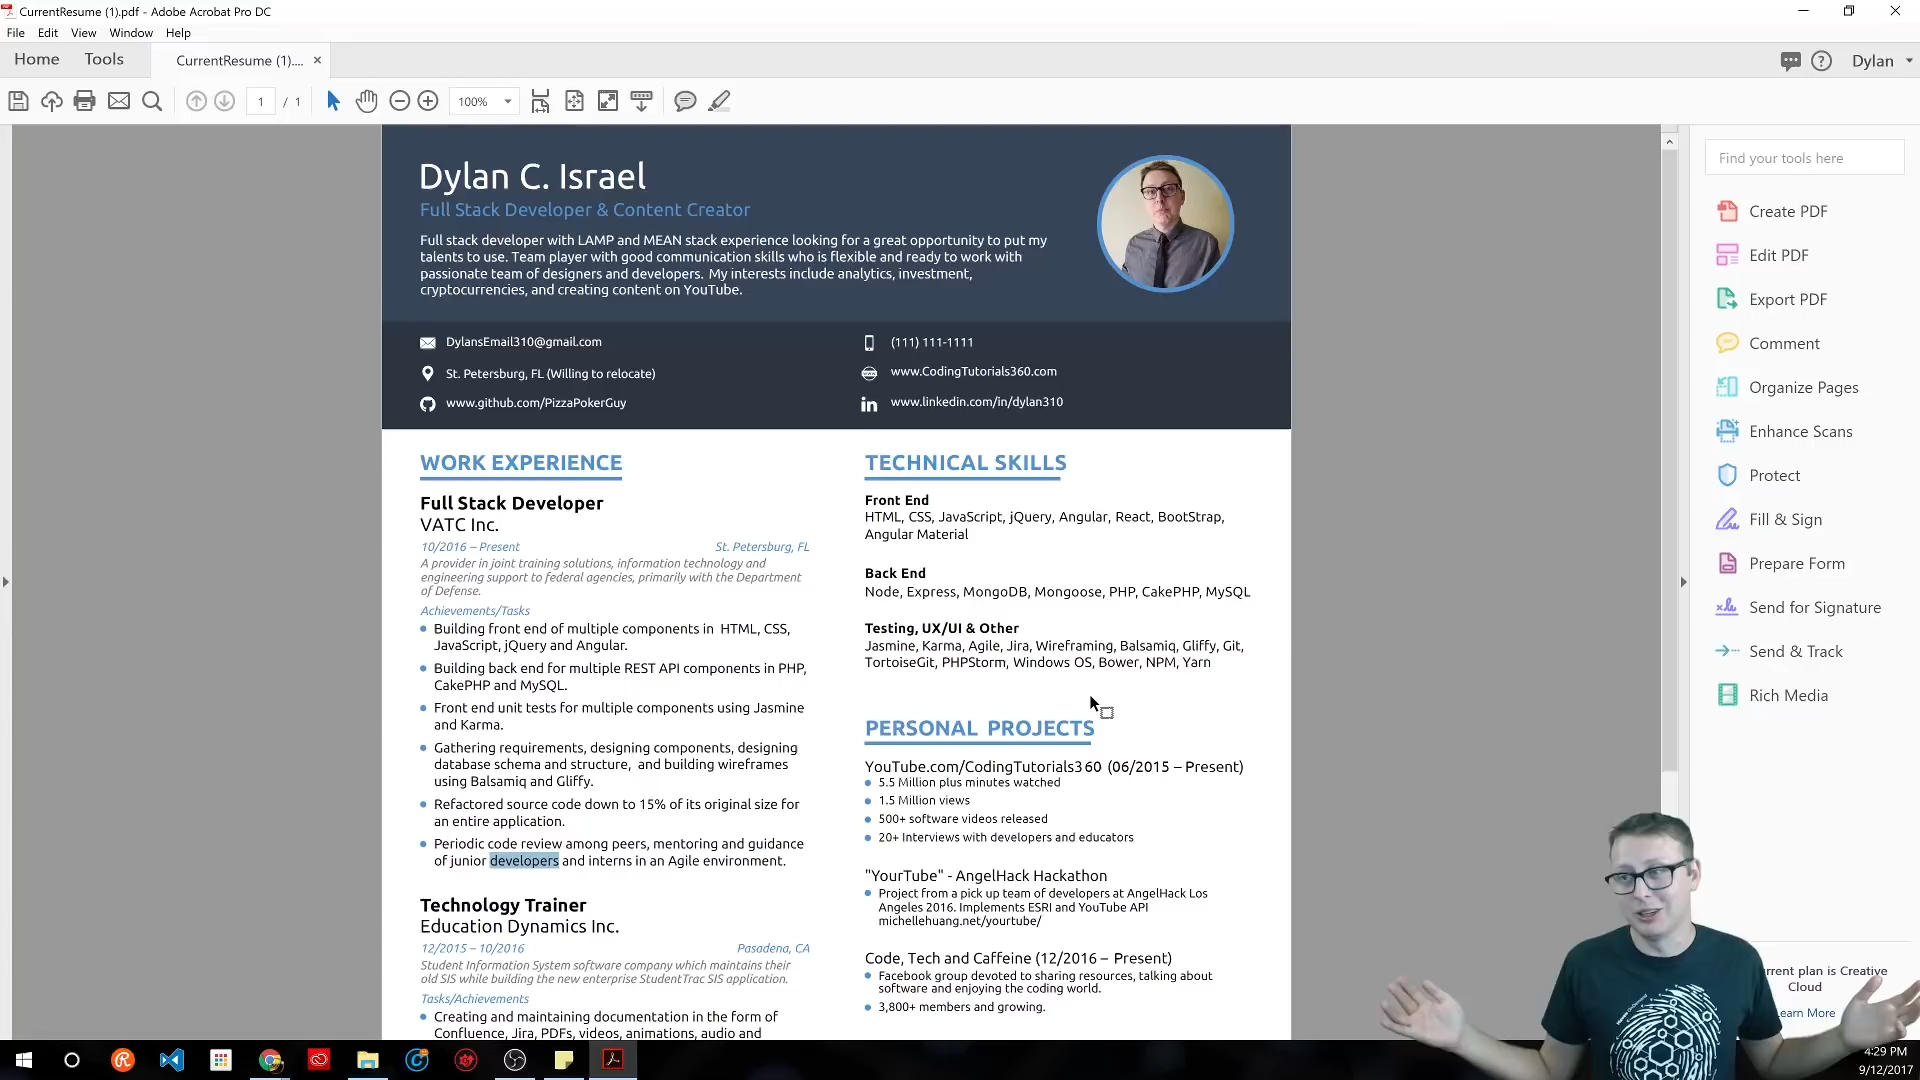 CurrentResume (1).pdf - Adobe Acrobat Pro DC
File Edit View Window Help
Home Tools CurrentResume (1).... × Dylan
1 / 1 100%
Dylan C. Israel
Full Stack Developer & Content Creator
Full stack developer with LAMP and MEAN stack experience looking for a great opportunity to put my
talents to use. Team player with good communication skills who is flexible and ready to work with
passionate team of designers and developers. My interests include analytics, investment,
cryptocurrencies, and creating content on YouTube.
DylansEmail310@gmail.com
St. Petersburg, FL (Willing to relocate)
www.github.com/PizzaPokerGuy
(111) 111-1111
www.CodingTutorials360.com
www.linkedin.com/in/dylan310
WORK EXPERIENCE
Full Stack Developer
VATC Inc.
10/2016 – Present St. Petersburg, FL
A provider in joint training solutions, information technology and
engineering support to federal agencies, primarily with the Department
of Defense.
Achievements/Tasks
Building front end of multiple components in HTML, CSS,
JavaScript, jQuery and Angular.
Building back end for multiple REST API components in PHP,
CakePHP and MySQL.
Front end unit tests for multiple components using Jasmine
and Karma.
Gathering requirements, designing components, designing
database schema and structure, and building wireframes
using Balsamiq and Gliffy.
Refactored source code down to 15% of its original size for
an entire application.
Periodic code review among peers, mentoring and guidance
of junior developers and interns in an Agile environment.
Technology Trainer
Education Dynamics Inc.
12/2015 – 10/2016 Pasadena, CA
Student Information System software company which maintains their
old SIS while building the new enterprise StudentTrac SIS application.
Tasks/Achievements
Creating and maintaining documentation in the form of
Confluence, Jira, PDFs, videos, animations, audio and
TECHNICAL SKILLS
Front End
HTML, CSS, JavaScript, jQuery, Angular, React, BootStrap,
Angular Material
Back End
Node, Express, MongoDB, Mongoose, PHP, CakePHP, MySQL
Testing, UX/UI & Other
Jasmine, Karma, Agile, Jira, Wireframing, Balsamiq, Gliffy, Git,
TortoiseGit, PHPStorm, Windows OS, Bower, NPM, Yarn
PERSONAL PROJECTS
YouTube.com/CodingTutorials360 (06/2015 – Present)
5.5 Million plus minutes watched
1.5 Million views
500+ software videos released
20+ Interviews with developers and educators
"YourTube" - AngelHack Hackathon
Project from a pick up team of developers at AngelHack Los
Angeles 2016. Implements ESRI and YouTube API
michellehuang.net/yourtube/
Code, Tech and Caffeine (12/2016 – Present)
Facebook group devoted to sharing resources, talking about
software and enjoying the coding world.
3,800+ members and growing.
Find your tools here
Create PDF
Edit PDF
Export PDF
Comment
Organize Pages
Enhance Scans
Protect
Fill & Sign
Prepare Form
Send for Signature
Send & Track
Rich Media
rrent plan is Creative
Cloud
earn More
4:29 PM
9/12/2017